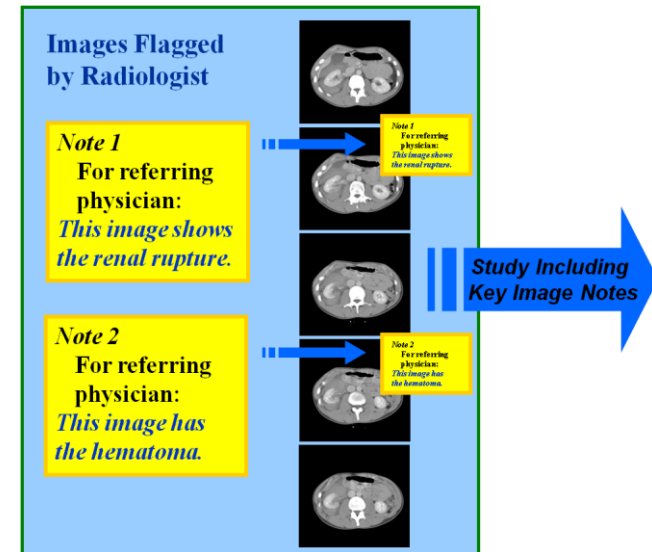 Images Flagged
by Radiologist
Note 1
For referring
physician:
This image shows
the renal rupture.
Note 1
For referring
physician:
This image shows
the renal rupture.
Study Including
Key Image Notes
Note 2
For referring
physician:
This image has
the hematoma.
Note 2
For referring
physician:
This image has
the hematoma.